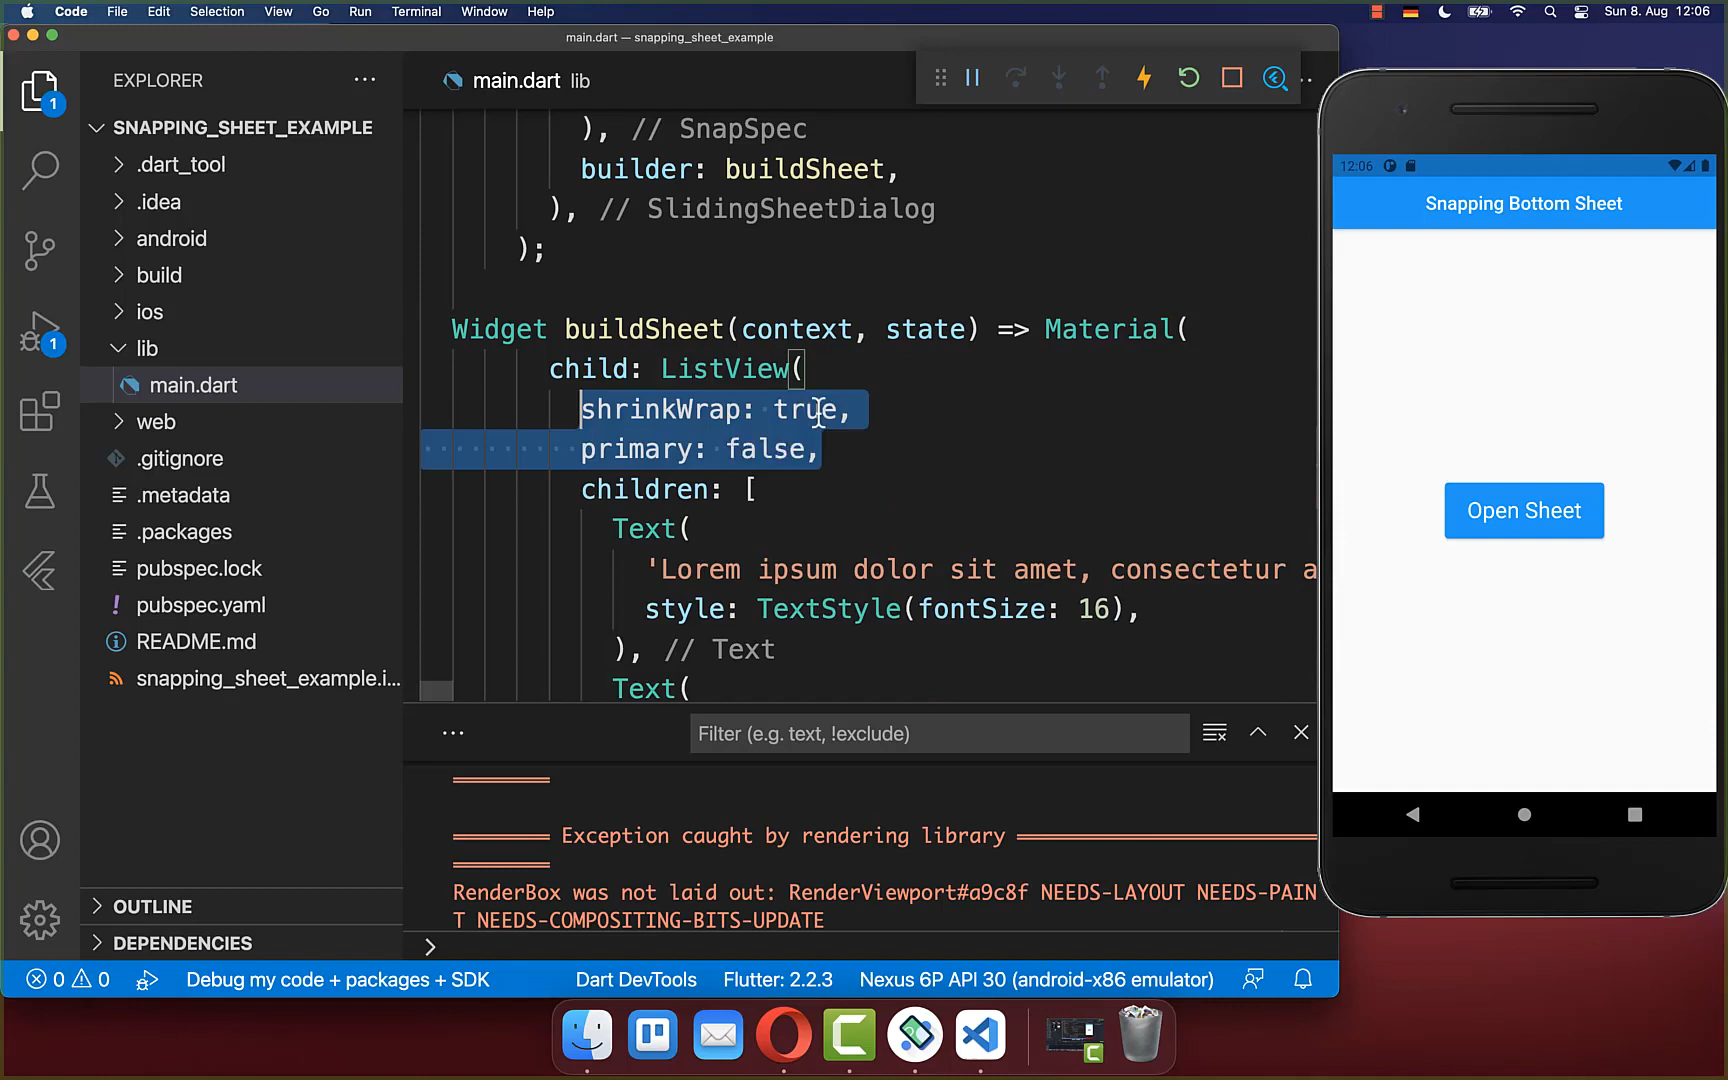 Code File Edit Selection View Go Run Terminal Window Help
Sun 8. Aug 12:06
main.dart — snapping_sheet_example
1
EXPLORER
SNAPPING_SHEET_EXAMPLE
.dart_tool
.idea
android
build
ios
lib
main.dart
web
.gitignore
.metadata
.packages
pubspec.lock
! pubspec.yaml
README.md
snapping_sheet_example.i...
OUTLINE
DEPENDENCIES
1
main.dart lib
), // SnapSpec
builder: buildSheet,
), // SlidingSheetDialog
);
Widget buildSheet(context, state) => Material(
child: ListView(
shrinkWrap: true,
primary: false,
children: [
Text(
'Lorem ipsum dolor sit amet, consectetur a
style: TextStyle(fontSize: 16),
), // Text
Text(
Filter (e.g. text, !exclude)
Exception caught by rendering library
RenderBox was not laid out: RenderViewport#a9c8f NEEDS-LAYOUT NEEDS-PAIN
T NEEDS-COMPOSITING-BITS-UPDATE
0 0 Debug my code + packages + SDK Dart DevTools Flutter: 2.2.3 Nexus 6P API 30 (android-x86 emulator)
12:06
Snapping Bottom Sheet
Open Sheet